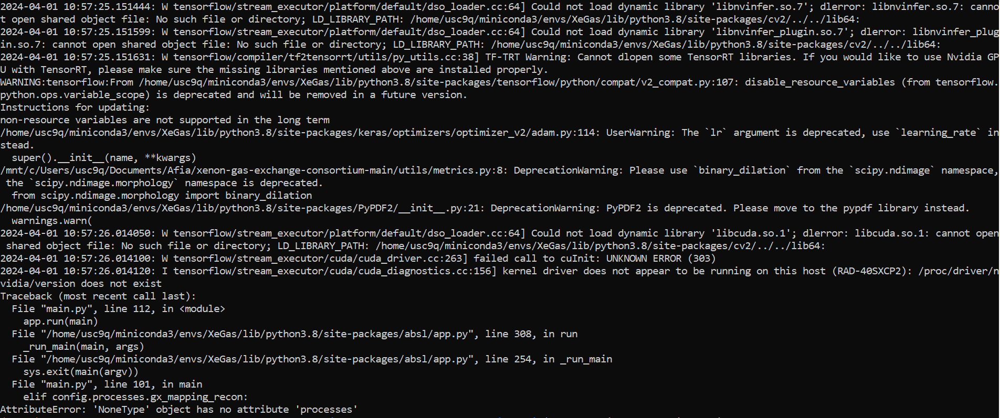 2024-04-01 10:57:25.151444: W tensorflow/stream_executor/platform/default/dso_loader.cc:64] Could not load dynamic library 'libnvinfer.so.7'; dlerror: libnvinfer.so.7: canno
t open shared object file: No such file or directory; LD_LIBRARY_PATH: /home/usc9q/miniconda3/envs/XeGas/lib/python3.8/site-packages/cv2/../../lib64:
2024-04-01 10:57:25.151599: W tensorflow/stream_executor/platform/default/dso_loader.cc:64] Could not load dynamic library 'libnvinfer_plugin.so.7'; dlerror: libnvinfer_plug
in.so.7: cannot open shared object file: No such file or directory; LD_LIBRARY_PATH: /home/usc9q/miniconda3/envs/XeGas/lib/python3.8/site-packages/cv2/../../lib64:
2024-04-01 10:57:25.151631: W tensorflow/compiler/tf2tensorrt/utils/py_utils.cc:38] TF-TRT Warning: Cannot dlopen some TensorRT libraries. If you would like to use Nvidia GP
U with TensorRT, please make sure the missing libraries mentioned above are installed properly.
WARNING:tensorflow:From /home/usc9q/miniconda3/envs/XeGas/lib/python3.8/site-packages/tensorflow/python/compat/v2_compat.py:107: disable_resource_variables (from tensorflow.
python.ops.variable_scope) is deprecated and will be removed in a future version.
Instructions for updating:
non-resource variables are not supported in the long term
/home/usc9q/miniconda3/envs/XeGas/lib/python3.8/site-packages/keras/optimizers/optimizer_v2/adam.py:114: UserWarning: The `lr` argument is deprecated, use `learning_rate` in
stead.
  super().__init__(name, **kwargs)
/mnt/c/Users/usc9q/Documents/Afia/xenon-gas-exchange-consortium-main/utils/metrics.py:8: DeprecationWarning: Please use `binary_dilation` from the `scipy.ndimage` namespace,
 the `scipy.ndimage.morphology` namespace is deprecated.
  from scipy.ndimage.morphology import binary_dilation
/home/usc9q/miniconda3/envs/XeGas/lib/python3.8/site-packages/PyPDF2/__init__.py:21: DeprecationWarning: PyPDF2 is deprecated. Please move to the pypdf library instead.
  warnings.warn(
2024-04-01 10:57:26.014050: W tensorflow/stream_executor/platform/default/dso_loader.cc:64] Could not load dynamic library 'libcuda.so.1'; dlerror: libcuda.so.1: cannot open
 shared object file: No such file or directory; LD_LIBRARY_PATH: /home/usc9q/miniconda3/envs/XeGas/lib/python3.8/site-packages/cv2/../../lib64:
2024-04-01 10:57:26.014100: W tensorflow/stream_executor/cuda/cuda_driver.cc:263] failed call to cuInit: UNKNOWN ERROR (303)
2024-04-01 10:57:26.014120: I tensorflow/stream_executor/cuda/cuda_diagnostics.cc:156] kernel driver does not appear to be running on this host (RAD-40SXCP2): /proc/driver/n
vidia/version does not exist
Traceback (most recent call last):
  File "main.py", line 112, in <module>
    app.run(main)
  File "/home/usc9q/miniconda3/envs/XeGas/lib/python3.8/site-packages/absl/app.py", line 308, in run
    _run_main(main, args)
  File "/home/usc9q/miniconda3/envs/XeGas/lib/python3.8/site-packages/absl/app.py", line 254, in _run_main
    sys.exit(main(argv))
  File "main.py", line 101, in main
    elif config.processes.gx_mapping_recon:
AttributeError: 'NoneType' object has no attribute 'processes'